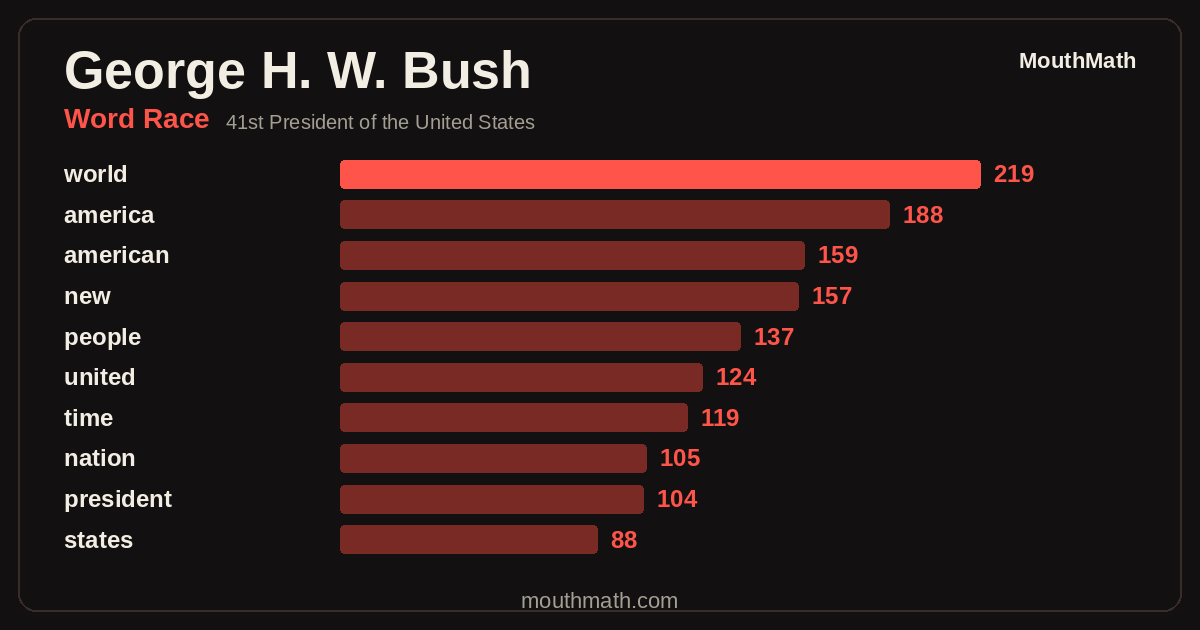 George H. W. Bush
MouthMath
Word Race 41st President of the United States
world 219
america 188
american 159
new 157
people 137
united 124
time 119
nation 105
president 104
states 88
mouthmath.com